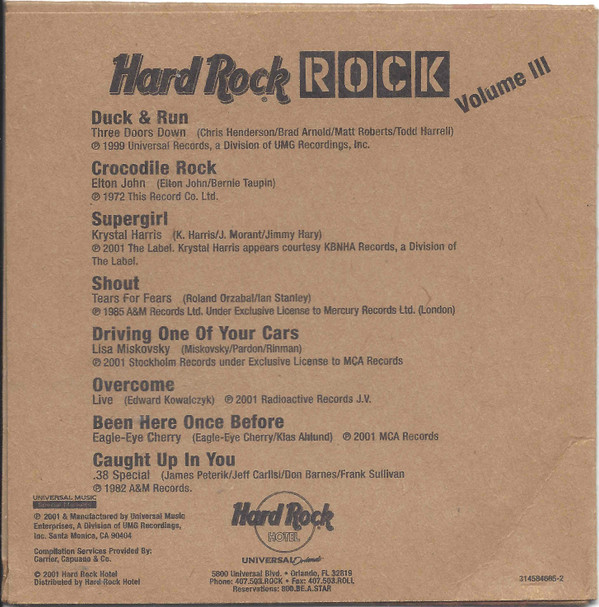 Hard Rock ROCK
Volume III
Duck & Run
Three Doors Down (Chris Henderson/Brad Arnold/Matt Roberts/Todd Harrell)
℗ 1999 Universal Records, a Division of UMG Recordings, Inc.
Crocodile Rock
Elton John (Elton John/Bernie Taupin)
℗ 1972 This Record Co. Ltd.
Supergirl
Krystal Harris (K. Harris/J. Morant/Jimmy Hury)
℗ 2001 The Label. Krystal Harris appears courtesy KBNHA Records, a Division of
The Label.
Shout
Tears For Fears (Roland Orzabal/Ian Stanley)
℗ 1985 A&M Records Ltd. Under Exclusive License to Mercury Records Ltd. (London)
Driving One Of Your Cars
Lisa Miskovsky (Miskovsky/Pardon/Rinman)
℗ 2001 Stockholm Records under Exclusive License to MCA Records
Overcome
Live (Edward Kowalczyk) ℗ 2001 Radioactive Records J.V.
Been Here Once Before
Eagle-Eye Cherry (Eagle-Eye Cherry/Klas Ahlund) ℗ 2001 MCA Records
Caught Up In You
.38 Special (James Peterik/Jeff Carlisi/Don Barnes/Frank Sullivan
℗ 1982 A&M Records.
UNIVERSAL MUSIC
℗ 2001 & Manufactured by Universal Music
Enterprises, A Division of UMG Recordings,
Inc. Santa Monica, CA 90404
Compilation Services Provided By:
Carrier, Capuano & Co.
© 2001 Hard Rock Hotel
Distributed by Hard Rock Hotel
Hard Rock
HOTEL
UNIVERSAL Orlando
5800 Universal Blvd. • Orlando, FL 32819
Phone: 407.503.ROCK • Fax: 407.503.ROLL
Reservations: 800.BE.A.STAR
314584685-2